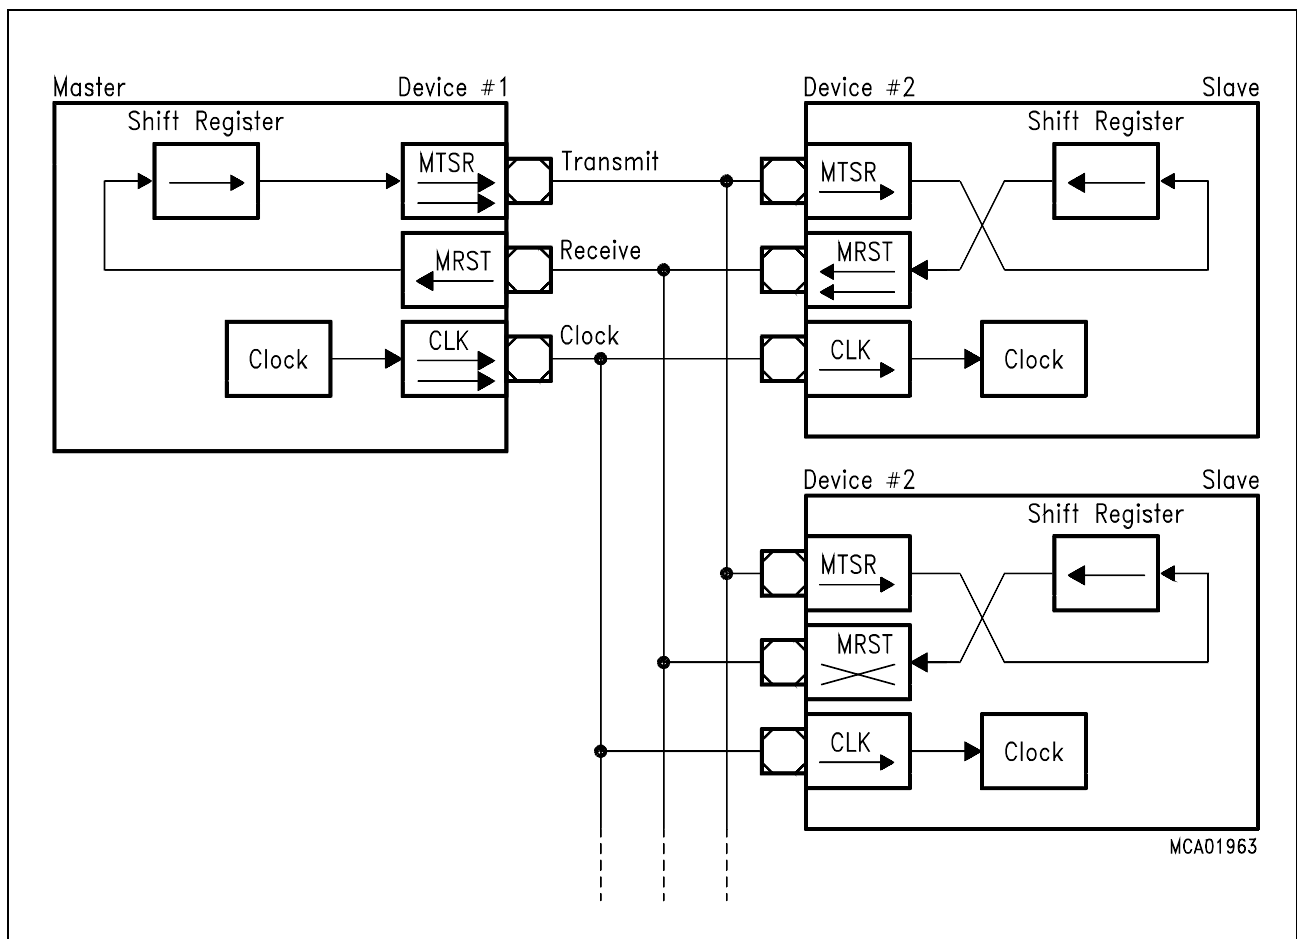 Master Device #1
Shift Register
MTSR
Transmit
MRST
Receive
Clock
CLK
Clock
Device #2 Slave
Shift Register
MTSR
MRST
CLK
Clock
Device #2 Slave
Shift Register
MTSR
MRST
CLK
Clock
MCA01963